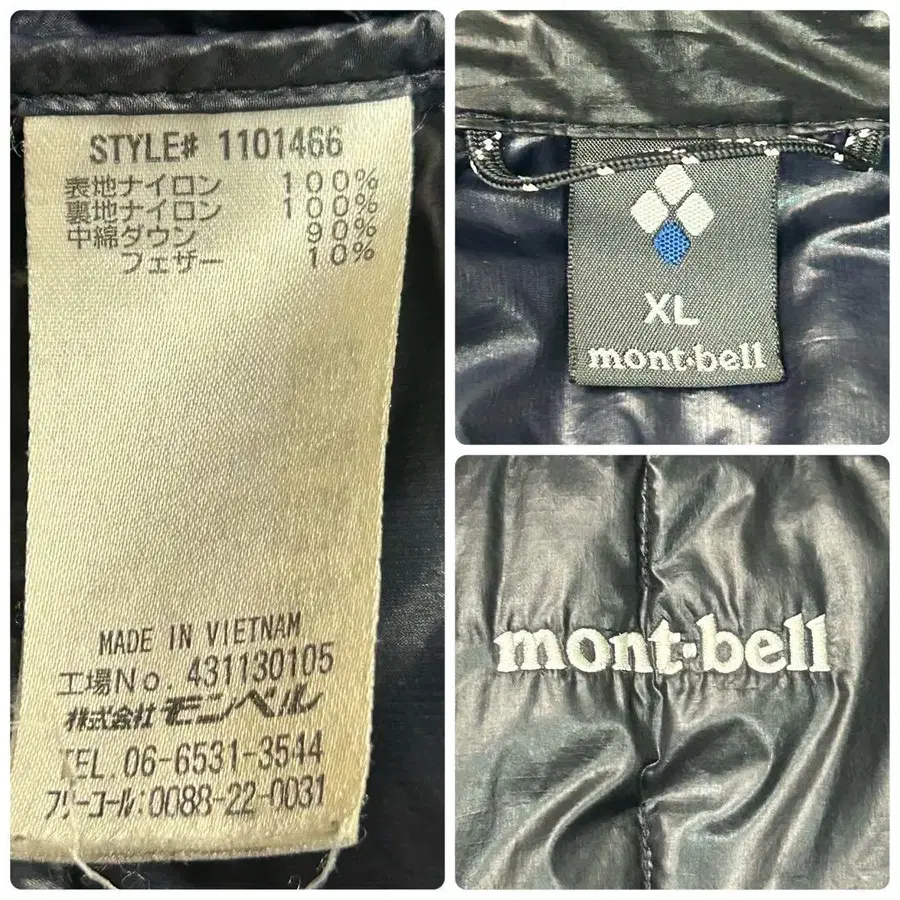 STYLE# 1101466
表地ナイロン 100%
裏地ナイロン 100%
中綿ダウン 90%
フェザー 10%
MADE IN VIETNAM
工場No. 431130105
株式会社 モンベル
TEL. 06-6531-3544
フリーコール:0088-22-0031
XL
mont-bell
mont-bell